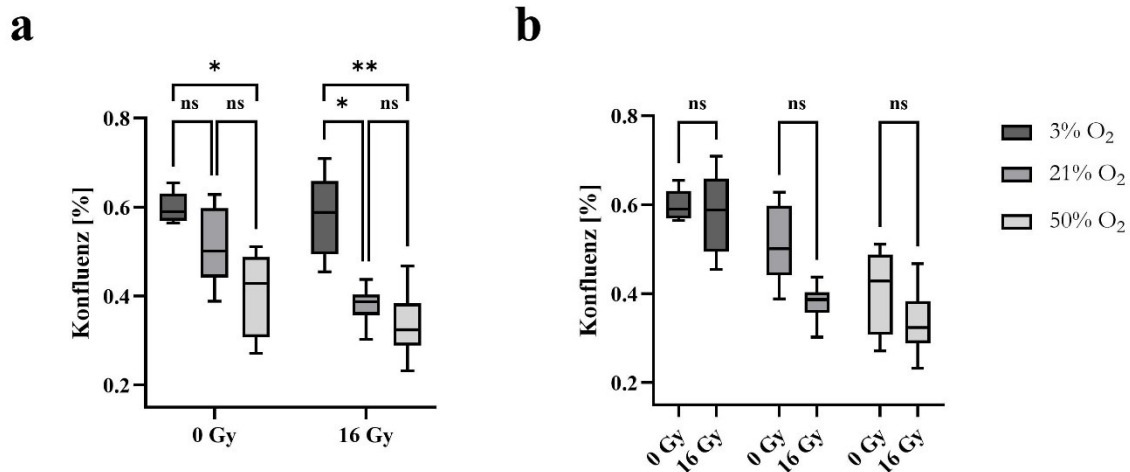 a
* **
ns ns * ns
0.8
0.6
0.4
0.2
Konfluenz [%]
0 Gy 16 Gy
b
ns ns ns
0.8
0.6
0.4
0.2
Konfluenz [%]
0 Gy 16 Gy 0 Gy 16 Gy 0 Gy 16 Gy
3% O₂
21% O₂
50% O₂